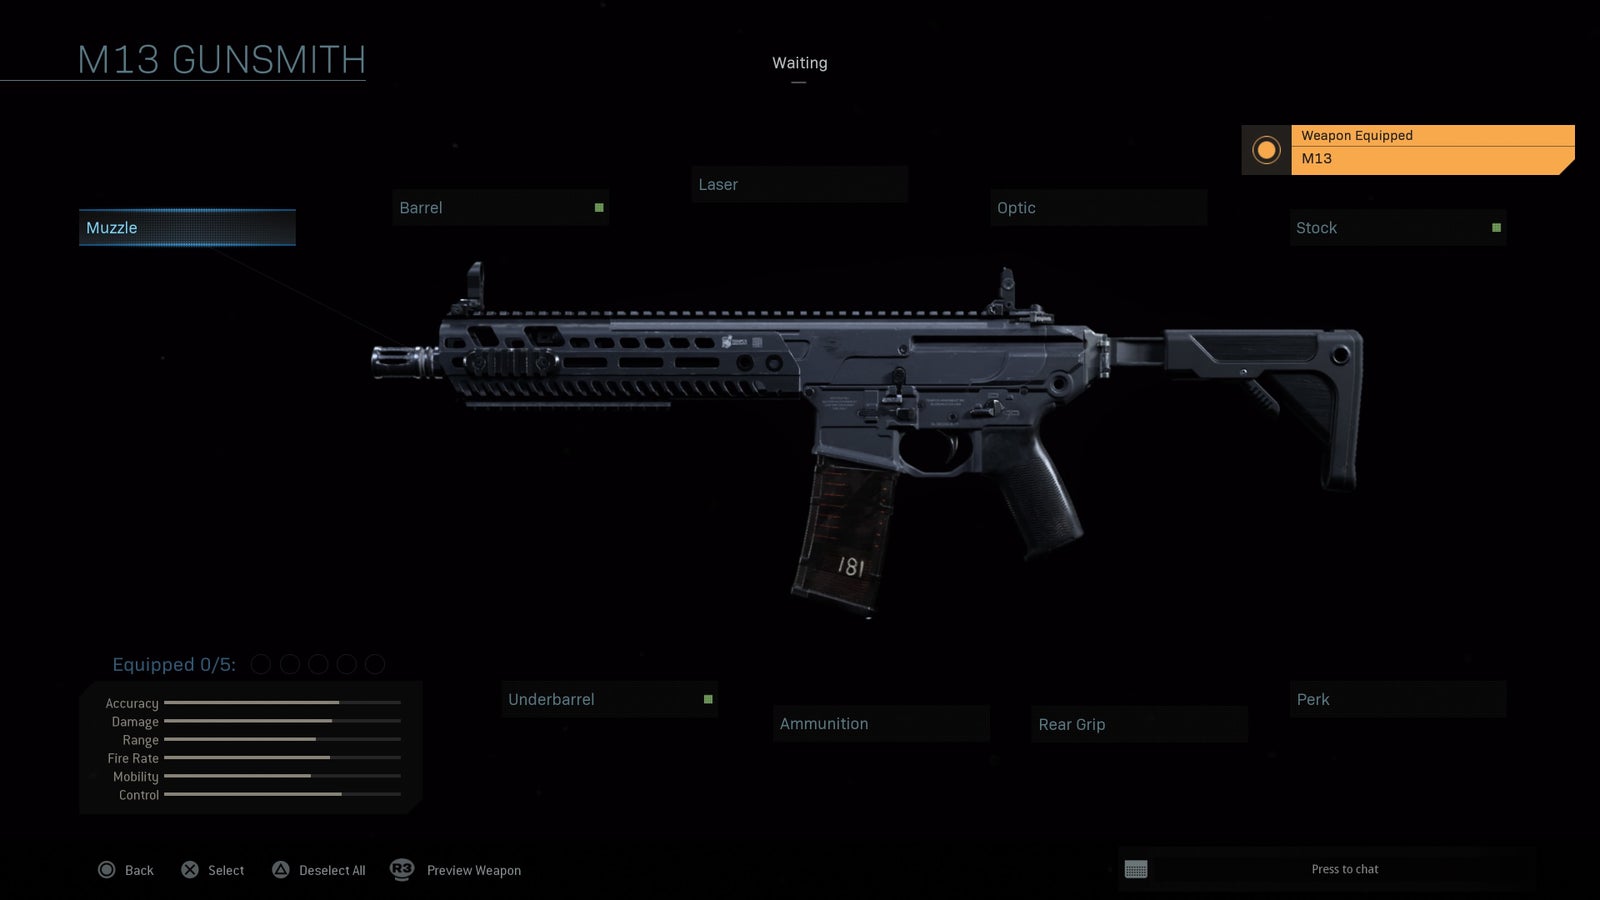 M13 GUNSMITH
Waiting
Weapon Equipped
M13
Laser
Barrel
Optic
Muzzle
Stock
181
Equipped 0/5:
Underbarrel
Perk
Ammunition
Rear Grip
Accuracy
Damage
Range
Fire Rate
Mobility
Control
Back
Select
Deselect All
R3
Preview Weapon
Press to chat